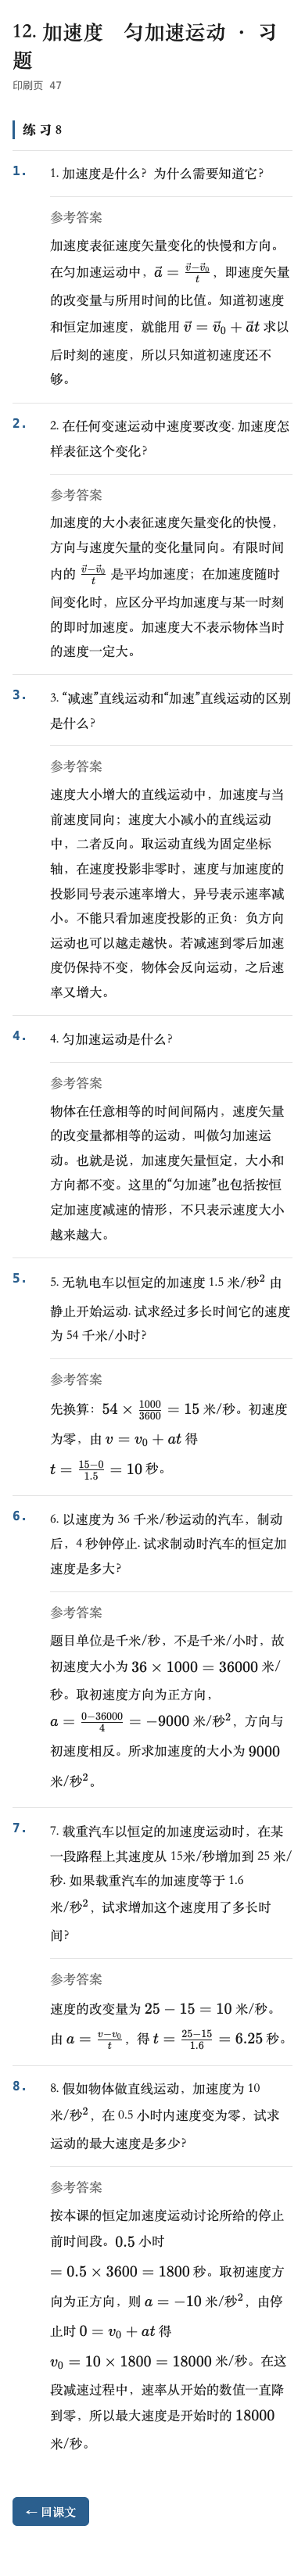 12. 加速度　匀加速运动 · 习
题
印刷页 47
练习8
1. 1. 加速度是什么？为什么需要知道它？
参考答案
加速度表征速度矢量变化的快慢和方向。
在匀加速运动中，$\vec{a} = \frac{\vec{v}-\vec{v}_0}{t}$，即速度矢量
的改变量与所用时间的比值。知道初速度
和恒定加速度，就能用 $\vec{v} = \vec{v}_0 + \vec{a}t$ 求以
后时刻的速度，所以只知道初速度还不
够。
2. 2. 在任何变速运动中速度要改变. 加速度怎
样表征这个变化？
参考答案
加速度的大小表征速度矢量变化的快慢，
方向与速度矢量的变化量同向。有限时间
内的 $\frac{\vec{v}-\vec{v}_0}{t}$ 是平均加速度；在加速度随时
间变化时，应区分平均加速度与某一时刻
的即时加速度。加速度大不表示物体当时
的速度一定大。
3. 3. “减速”直线运动和“加速”直线运动的区别
是什么？
参考答案
速度大小增大的直线运动中，加速度与当
前速度同向；速度大小减小的直线运动
中，二者反向。取运动直线为固定坐标
轴，在速度投影非零时，速度与加速度的
投影同号表示速率增大，异号表示速率减
小。不能只看加速度投影的正负：负方向
运动也可以越走越快。若减速到零后加速
度仍保持不变，物体会反向运动，之后速
率又增大。
4. 4. 匀加速运动是什么？
参考答案
物体在任意相等的时间间隔内，速度矢量
的改变量都相等的运动，叫做匀加速运
动。也就是说，加速度矢量恒定，大小和
方向都不变。这里的“匀加速”也包括按恒
定加速度减速的情形，不只表示速度大小
越来越大。
5. 5. 无轨电车以恒定的加速度 1.5 米/秒² 由
静止开始运动. 试求经过多长时间它的速度
为 54 千米/小时？
参考答案
先换算：$54 \times \frac{1000}{3600} = 15$ 米/秒。初速度
为零，由 $v = v_0 + at$ 得
$t = \frac{15-0}{1.5} = 10$ 秒。
6. 6. 以速度为 36 千米/秒运动的汽车，制动
后，4 秒钟停止. 试求制动时汽车的恒定加
速度是多大？
参考答案
题目单位是千米/秒，不是千米/小时，故
初速度大小为 $36 \times 1000 = 36000$ 米/
秒。取初速度方向为正方向，
$a = \frac{0-36000}{4} = -9000$ 米/秒²，方向与
初速度相反。所求加速度的大小为 9000
米/秒²。
7. 7. 载重汽车以恒定的加速度运动时，在某
一段路程上其速度从 15米/秒增加到 25 米/
秒. 如果载重汽车的加速度等于 1.6
米/秒²，试求增加这个速度用了多长时
间？
参考答案
速度的改变量为 $25 - 15 = 10$ 米/秒。
由 $a = \frac{v-v_0}{t}$，得 $t = \frac{25-15}{1.6} = 6.25$ 秒。
8. 8. 假如物体做直线运动，加速度为 10
米/秒²，在 0.5 小时内速度变为零，试求
运动的最大速度是多少？
参考答案
按本课的恒定加速度运动讨论所给的停止
前时间段。0.5 小时
$= 0.5 \times 3600 = 1800$ 秒。取初速度方
向为正方向，则 $a = -10$ 米/秒²，由停
止时 $0 = v_0 + at$ 得
$v_0 = 10 \times 1800 = 18000$ 米/秒。在这
段减速过程中，速率从开始的数值一直降
到零，所以最大速度是开始时的 18000
米/秒。
← 回课文